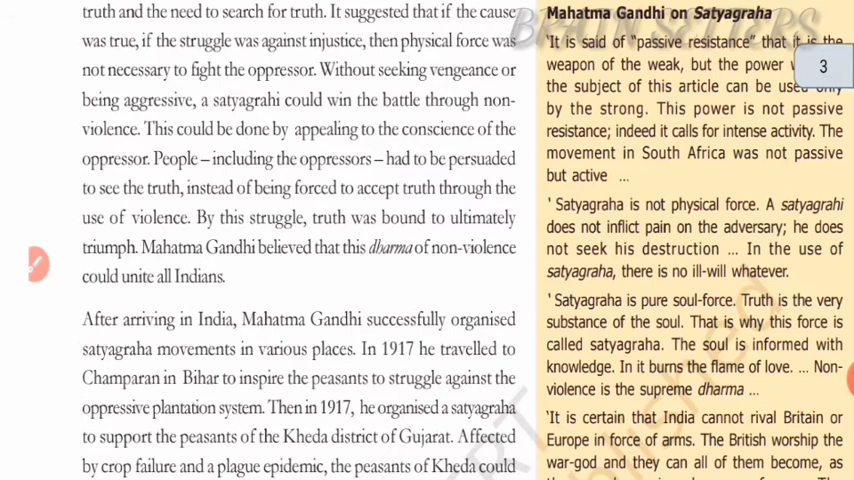 truth and the need to search for truth. It suggested that if the cause
was true, if the struggle was against injustice, then physical force was
not necessary to fight the oppressor. Without seeking vengeance or
being aggressive, a satyagrahi could win the battle through non-
violence. This could be done by appealing to the conscience of the
oppressor. People – including the oppressors – had to be persuaded
to see the truth, instead of being forced to accept truth through the
use of violence. By this struggle, truth was bound to ultimately
triumph. Mahatma Gandhi believed that this dharma of non-violence
could unite all Indians.
After arriving in India, Mahatma Gandhi successfully organised
satyagraha movements in various places. In 1917 he travelled to
Champaran in Bihar to inspire the peasants to struggle against the
oppressive plantation system. Then in 1917, he organised a satyagraha
to support the peasants of the Kheda district of Gujarat. Affected
by crop failure and a plague epidemic, the peasants of Kheda could
Mahatma Gandhi on Satyagraha
‘It is said of “passive resistance” that it is the
weapon of the weak, but the power
the subject of this article can be used only
by the strong. This power is not passive
resistance; indeed it calls for intense activity. The
movement in South Africa was not passive
but active ...
‘ Satyagraha is not physical force. A satyagrahi
does not inflict pain on the adversary; he does
not seek his destruction ... In the use of
satyagraha, there is no ill-will whatever.
‘ Satyagraha is pure soul-force. Truth is the very
substance of the soul. That is why this force is
called satyagraha. The soul is informed with
knowledge. In it burns the flame of love. ... Non-
violence is the supreme dharma ...
‘It is certain that India cannot rival Britain or
Europe in force of arms. The British worship the
war-god and they can all of them become, as
3